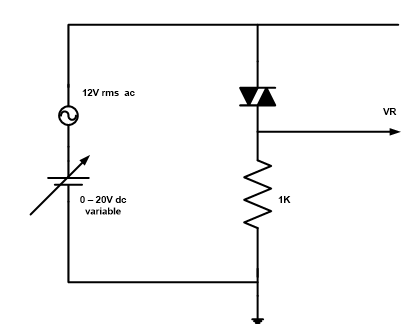 12V rms  ac
VR
0 – 20V dc
variable
1K